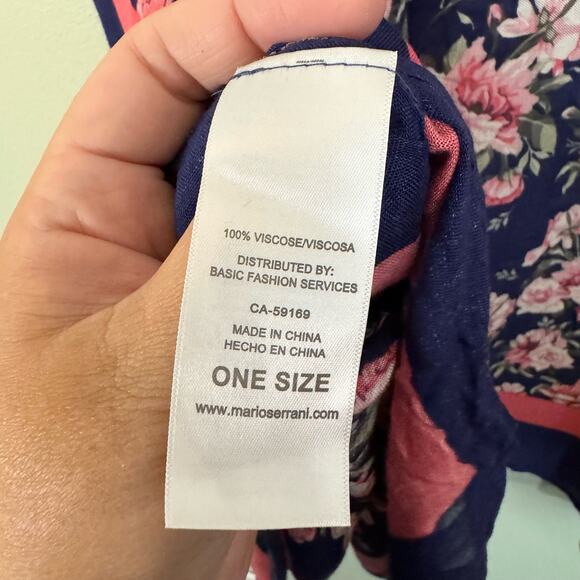 100% VISCOSE/VISCOSA
DISTRIBUTED BY:
BASIC FASHION SERVICES
CA-59169
MADE IN CHINA
HECHO EN CHINA
ONE SIZE
www.marioserrani.com